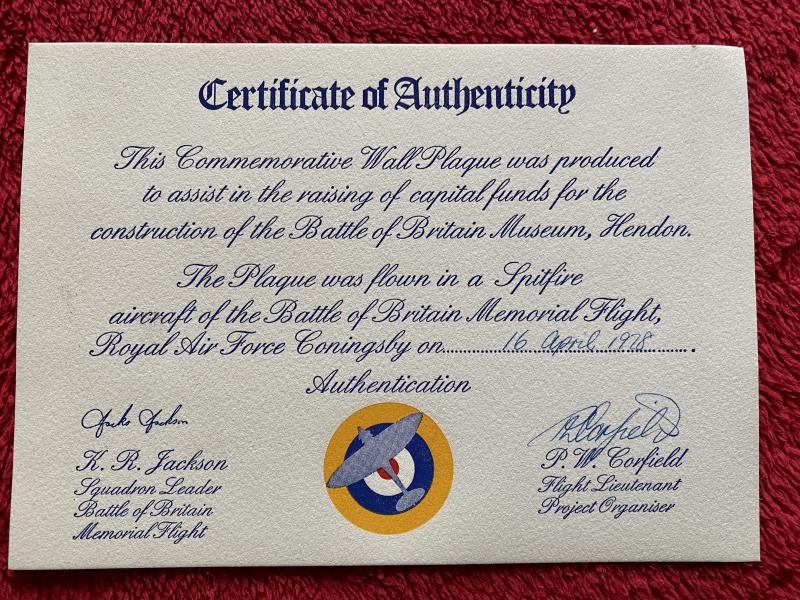 Certificate of Authenticity
This Commemorative Wall Plaque was produced
to assist in the raising of capital funds for the
construction of the Battle of Britain Museum, Hendon.
The Plaque was flown in a Spitfire
aircraft of the Battle of Britain Memorial Flight,
Royal Air Force Coningsby on 16 April 1978.
Authentication
Jacko Jackson
K. R. Jackson
Squadron Leader
Battle of Britain
Memorial Flight
PWCorfield
P. W. Corfield
Flight Lieutenant
Project Organiser